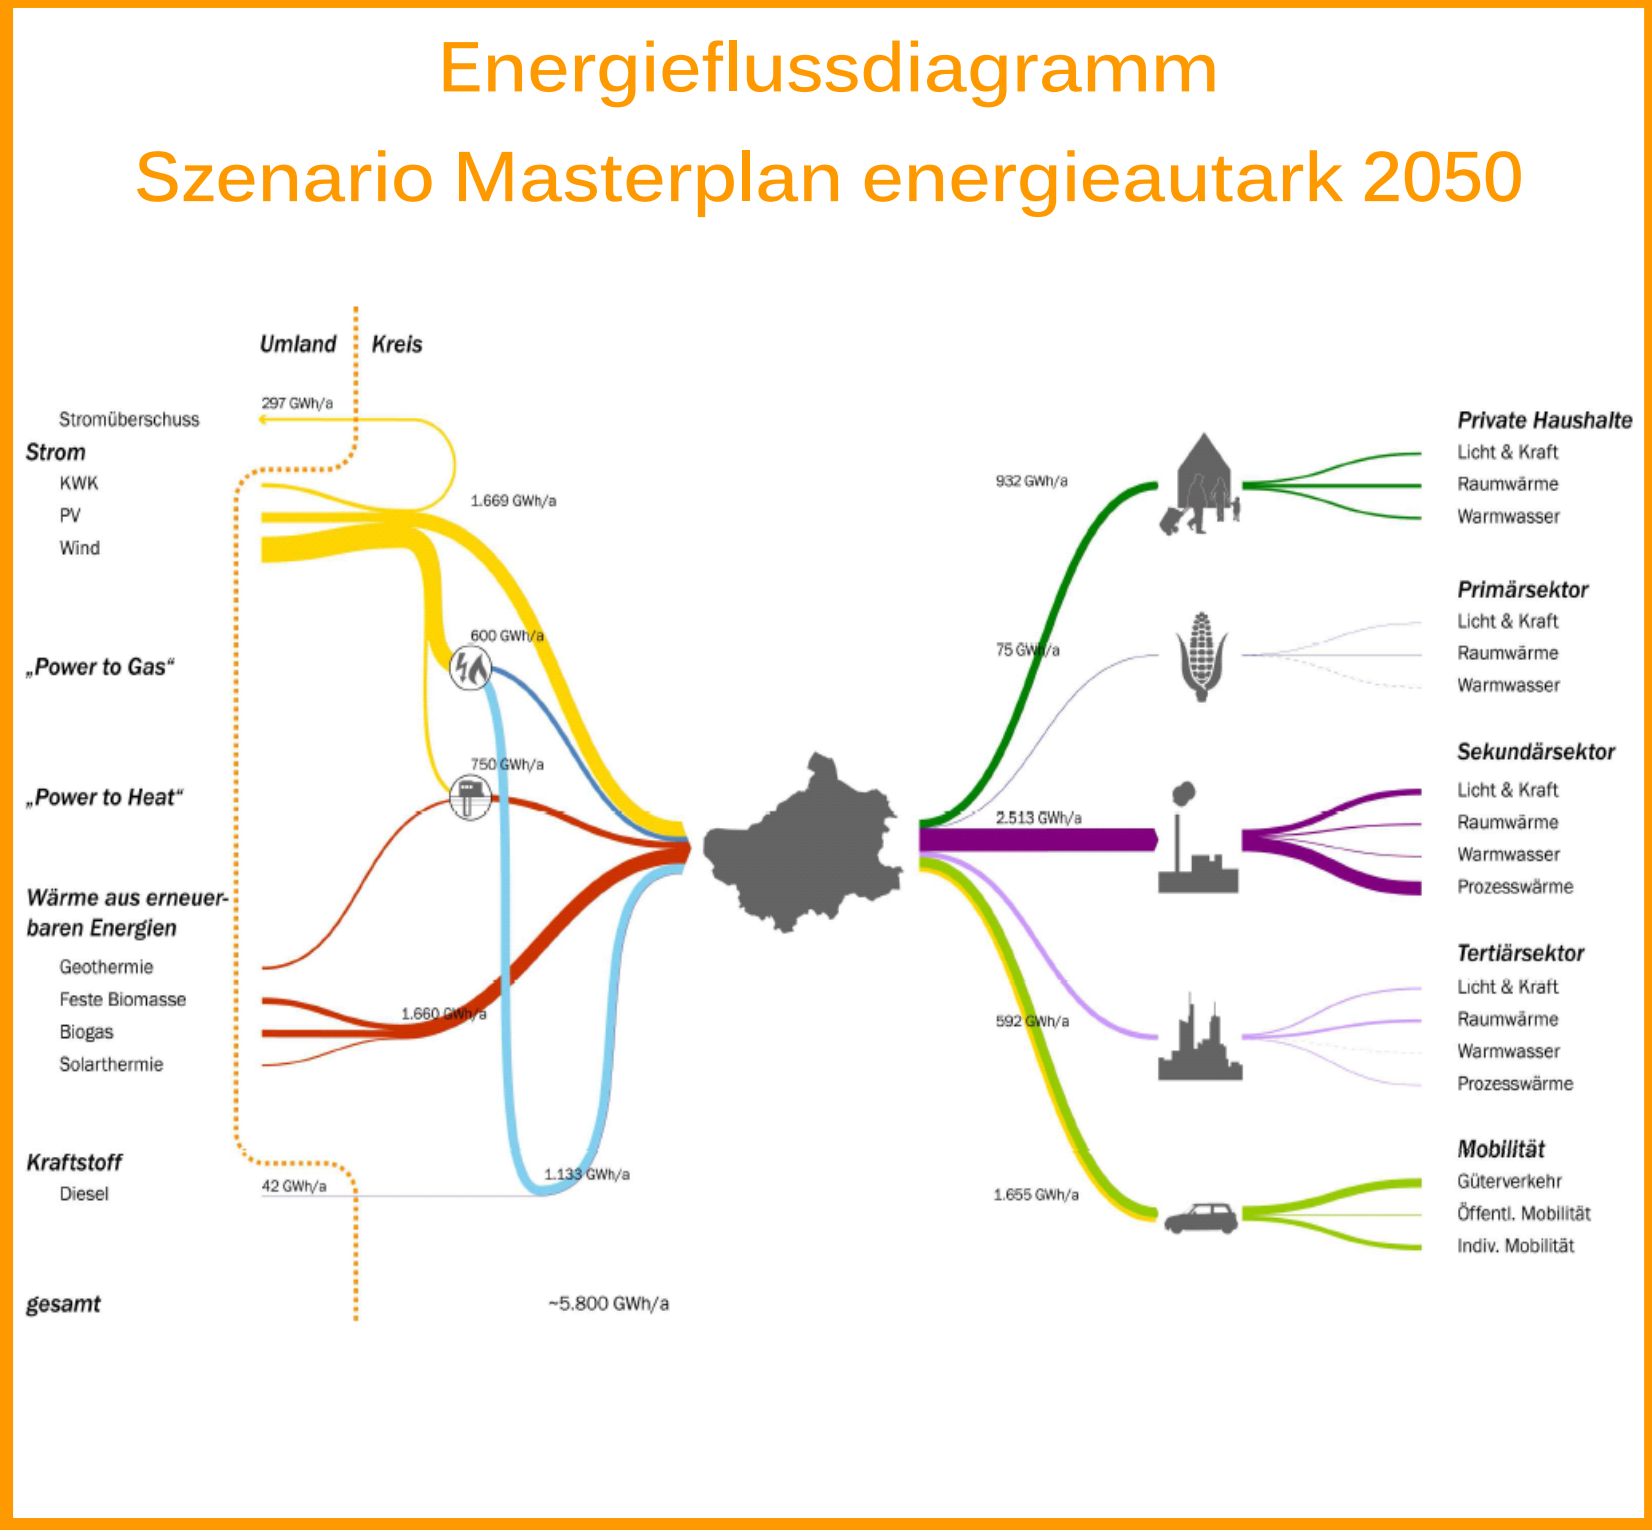 Energieflussdiagramm
Szenario Masterplan energieautark 2050
Umland
Kreis
297 GWh/a
Stromüberschuss
Strom
KWK
PV
Wind
1.669 GWh/a
600 GWh/a
„Power to Gas“
750 GWh/a
„Power to Heat“
Wärme aus erneuer-
baren Energien
Geothermie
Feste Biomasse
Biogas
Solarthermie
1.660 GWh/a
Kraftstoff
Diesel
42 GWh/a
1.133 GWh/a
gesamt
~5.800 GWh/a
932 GWh/a
Private Haushalte
Licht & Kraft
Raumwärme
Warmwasser
75 GWh/a
Primärsektor
Licht & Kraft
Raumwärme
Warmwasser
2.513 GWh/a
Sekundärsektor
Licht & Kraft
Raumwärme
Warmwasser
Prozesswärme
592 GWh/a
Tertiärsektor
Licht & Kraft
Raumwärme
Warmwasser
Prozesswärme
1.655 GWh/a
Mobilität
Güterverkehr
Öffentl. Mobilität
Indiv. Mobilität